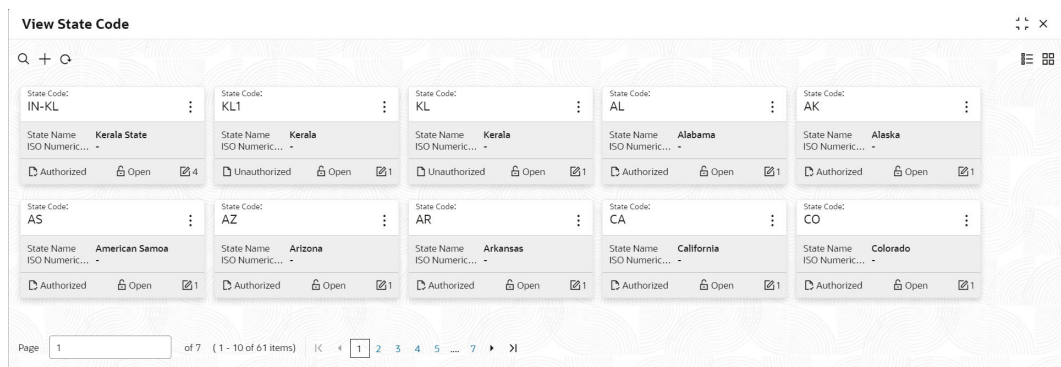 View State Code
State Code:
IN-KL
State Name Kerala State
ISO Numeric... -
Authorized Open 4
State Code:
KL1
State Name Kerala
ISO Numeric... -
Unauthorized Open 1
State Code:
KL
State Name Kerala
ISO Numeric... -
Unauthorized Open 1
State Code:
AL
State Name Alabama
ISO Numeric... -
Authorized Open 1
State Code:
AK
State Name Alaska
ISO Numeric... -
Authorized Open 1
State Code:
AS
State Name American Samoa
ISO Numeric... -
Authorized Open 1
State Code:
AZ
State Name Arizona
ISO Numeric... -
Authorized Open 1
State Code:
AR
State Name Arkansas
ISO Numeric... -
Authorized Open 1
State Code:
CA
State Name California
ISO Numeric... -
Authorized Open 1
State Code:
CO
State Name Colorado
ISO Numeric... -
Authorized Open 1
Page 1 of 7 (1 - 10 of 61 items) 1 2 3 4 5 .... 7